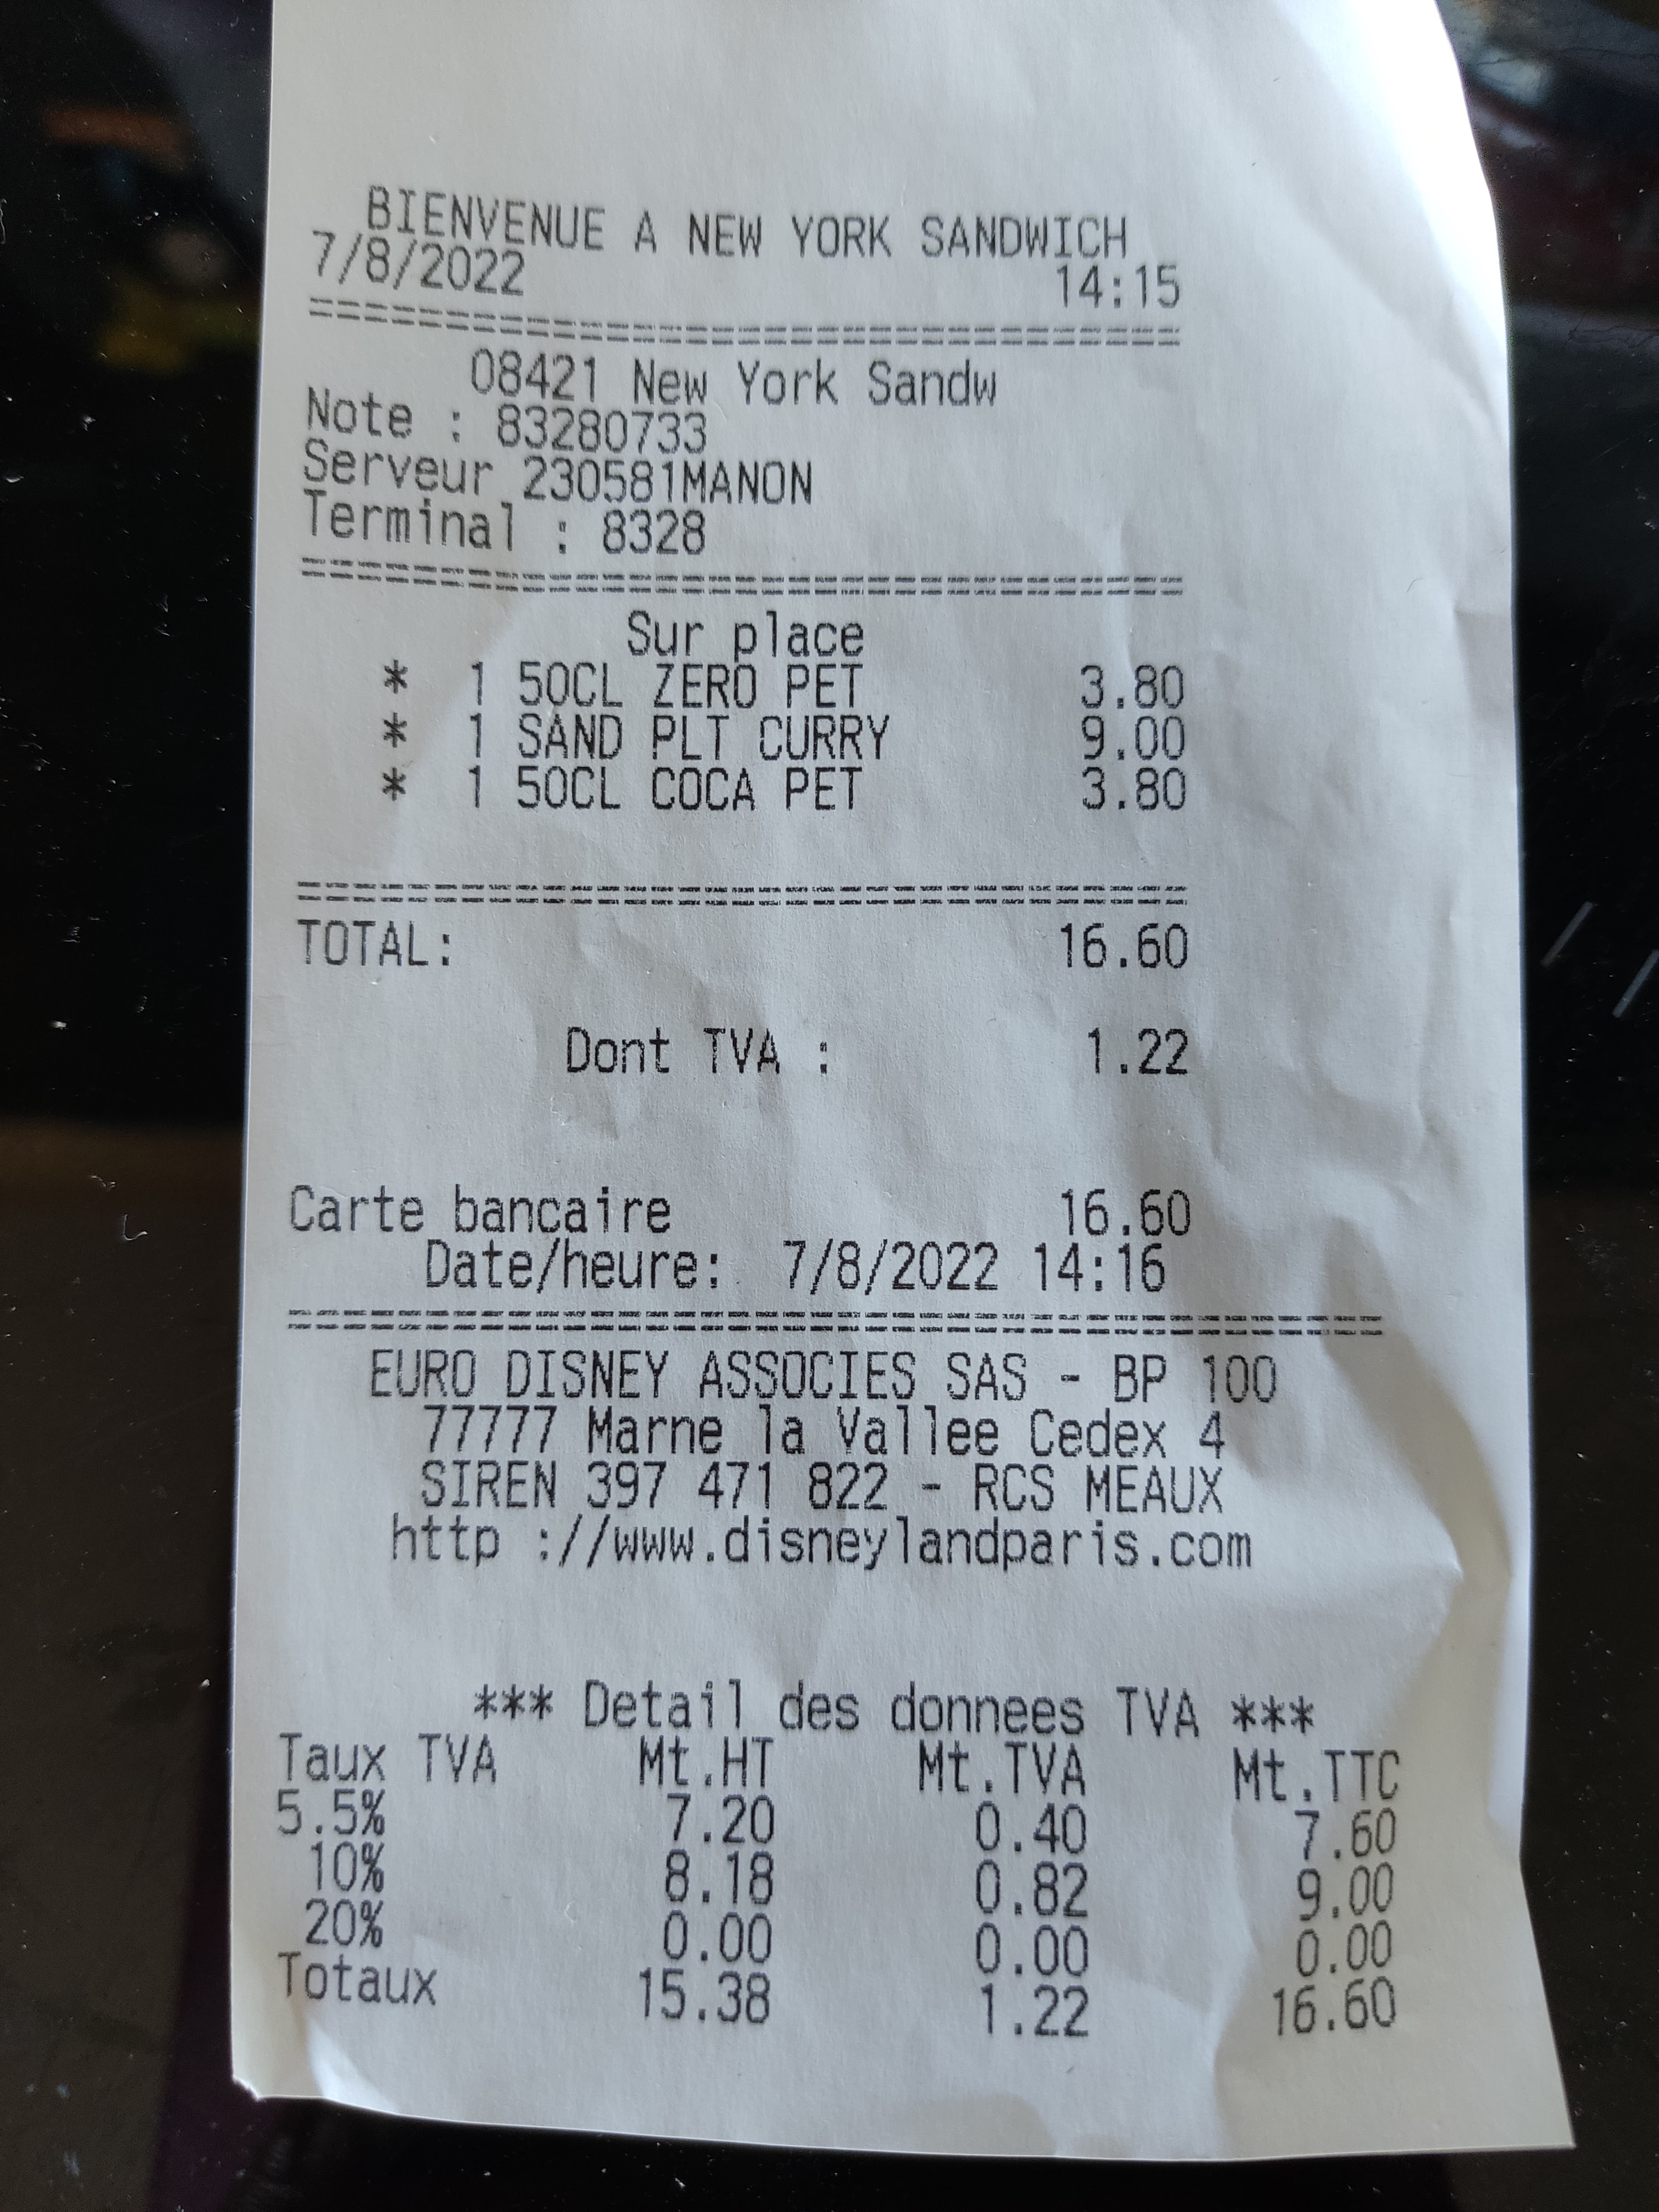 BIENVENUE A NEW YORK SANDWICH
7/8/2022 14:15
08421 New York Sandw
Note : 83280733
Serveur 230581MANON
Terminal : 8328
Sur place
* 1 50CL ZERO PET 3.80
* 1 SAND PLT CURRY 9.00
* 1 50CL COCA PET 3.80
TOTAL: 16.60
Dont TVA : 1.22
Carte bancaire 16.60
Date/heure: 7/8/2022 14:16
EURO DISNEY ASSOCIES SAS - BP 100
77777 Marne la Vallee Cedex 4
SIREN 397 471 822 - RCS MEAUX
http ://www.disneylandparis.com
*** Detail des donnees TVA ***
Taux TVA Mt.HT Mt.TVA Mt.TTC
5.5% 7.20 0.40 7.60
10% 8.18 0.82 9.00
20% 0.00 0.00 0.00
Totaux 15.38 1.22 16.60